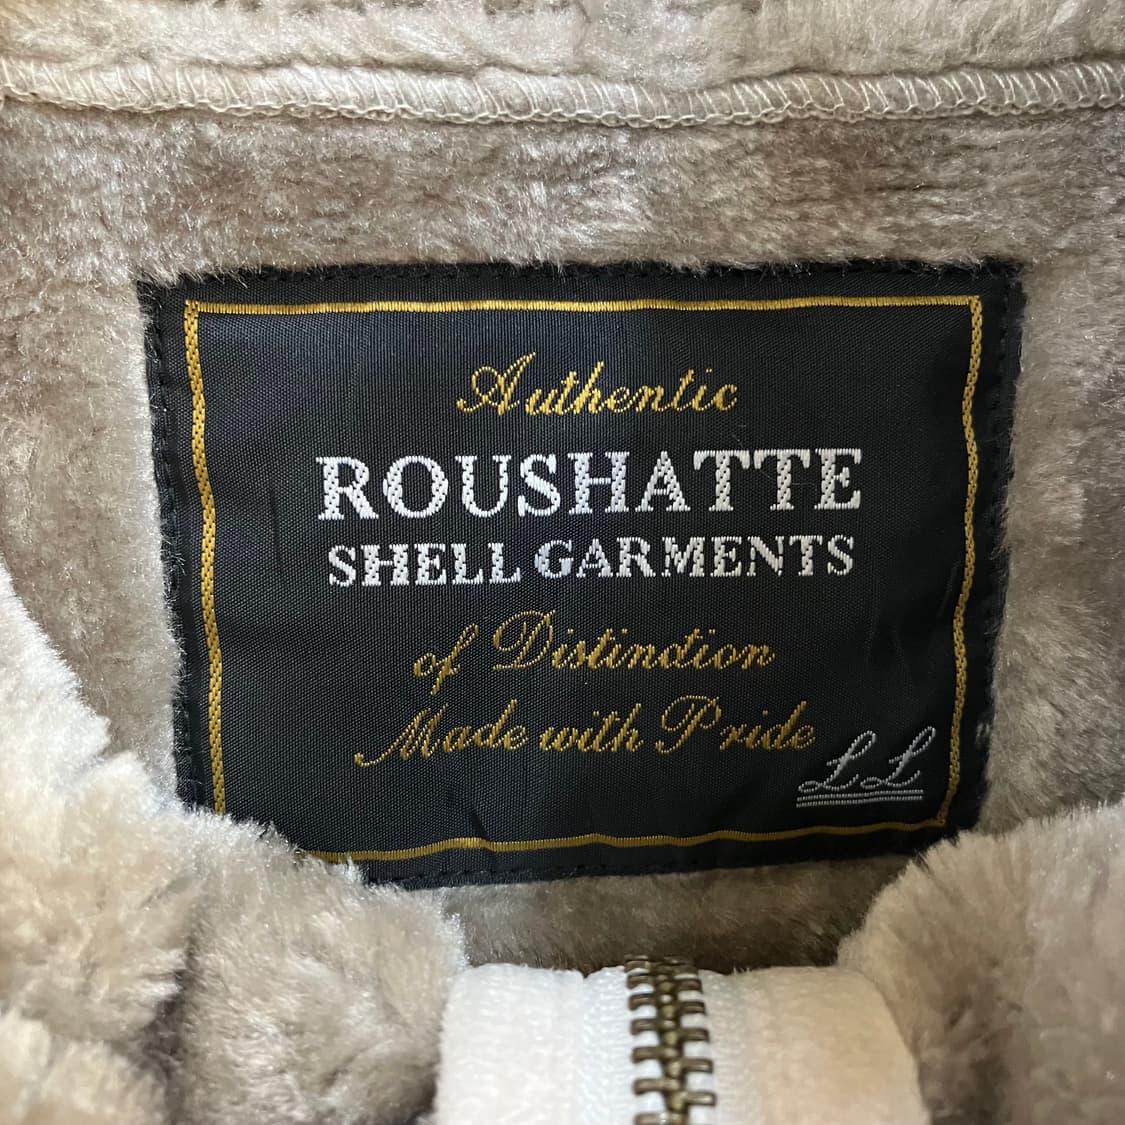 Authentic
ROUSHATTE
SHELL GARMENTS
of Distinction
Made with Pride
LL